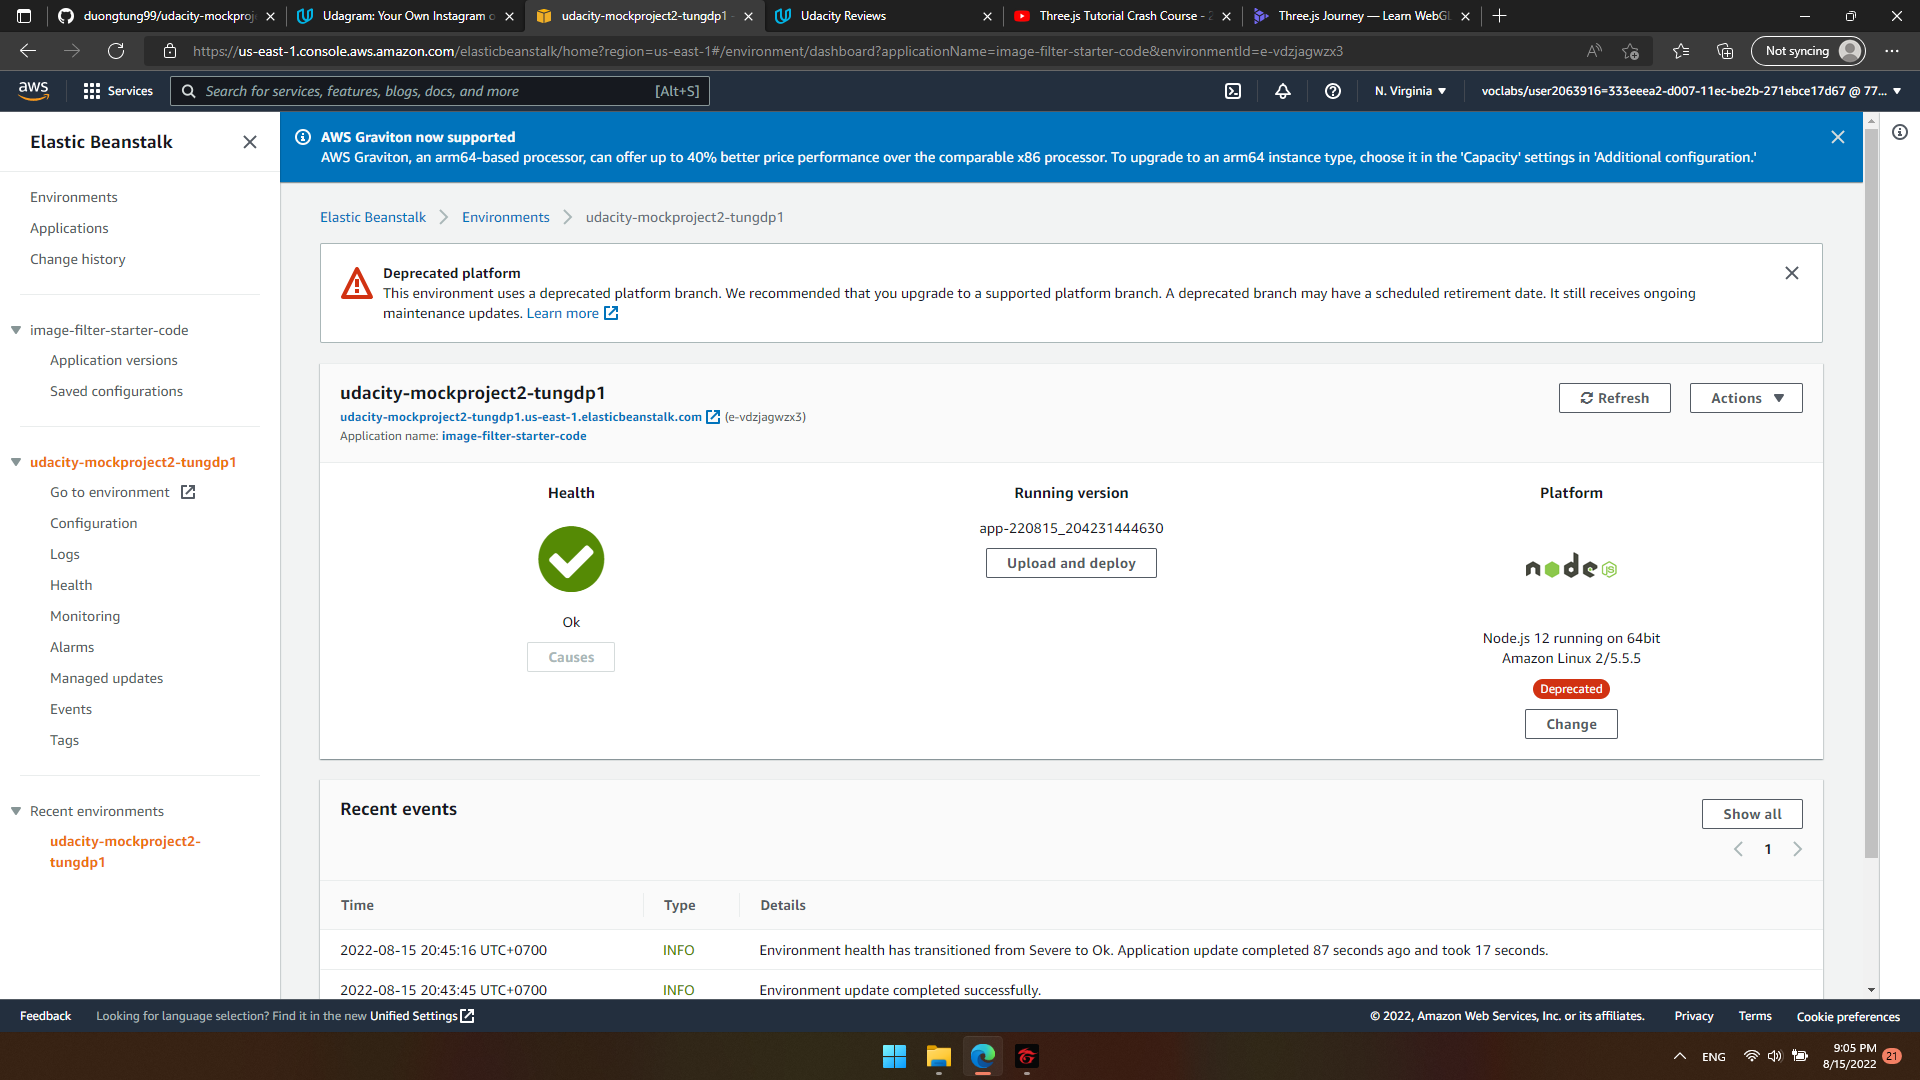 duongtung99/udacity-mockproje
Udagram: Your Own Instagram o
udacity-mockproject2-tungdp1 -
Udacity Reviews
Three.js Tutorial Crash Course - 2
Three.js Journey — Learn WebGL
https://us-east-1.console.aws.amazon.com/elasticbeanstalk/home?region=us-east-1#/environment/dashboard?applicationName=image-filter-starter-code&environmentId=e-vdzjagwzx3
Not syncing
aws
Services
Search for services, features, blogs, docs, and more
[Alt+S]
N. Virginia
voclabs/user2063916=333eeea2-d007-11ec-be2b-271ebce17d67 @ 77...
Elastic Beanstalk
Environments
Applications
Change history
image-filter-starter-code
Application versions
Saved configurations
udacity-mockproject2-tungdp1
Go to environment
Configuration
Logs
Health
Monitoring
Alarms
Managed updates
Events
Tags
Recent environments
udacity-mockproject2-
tungdp1
AWS Graviton now supported
AWS Graviton, an arm64-based processor, can offer up to 40% better price performance over the comparable x86 processor. To upgrade to an arm64 instance type, choose it in the 'Capacity' settings in 'Additional configuration.'
Elastic Beanstalk
Environments
udacity-mockproject2-tungdp1
Deprecated platform
This environment uses a deprecated platform branch. We recommended that you upgrade to a supported platform branch. A deprecated branch may have a scheduled retirement date. It still receives ongoing
maintenance updates. Learn more
udacity-mockproject2-tungdp1
udacity-mockproject2-tungdp1.us-east-1.elasticbeanstalk.com (e-vdzjagwzx3)
Application name: image-filter-starter-code
Refresh
Actions
Health
Ok
Causes
Running version
app-220815_204231444630
Upload and deploy
Platform
node JS
Node.js 12 running on 64bit
Amazon Linux 2/5.5.5
Deprecated
Change
Recent events
Show all
1
Time
Type
Details
2022-08-15 20:45:16 UTC+0700
INFO
Environment health has transitioned from Severe to Ok. Application update completed 87 seconds ago and took 17 seconds.
2022-08-15 20:43:45 UTC+0700
INFO
Environment update completed successfully.
Feedback
Looking for language selection? Find it in the new Unified Settings
© 2022, Amazon Web Services, Inc. or its affiliates.
Privacy
Terms
Cookie preferences
ENG
9:05 PM
8/15/2022
21